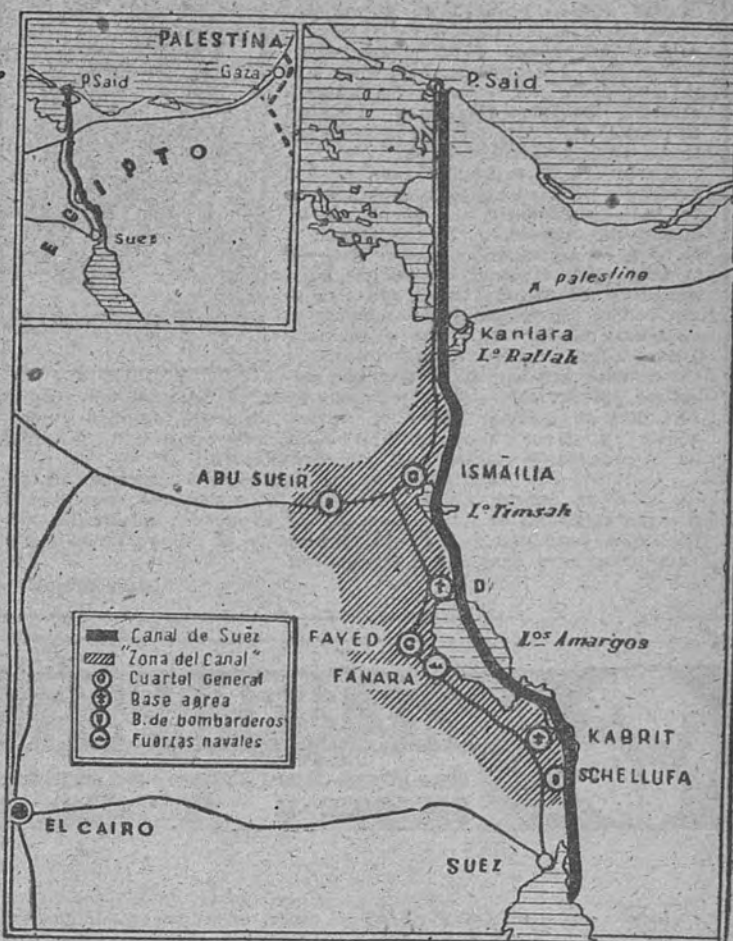 PALESTINA
Gaza
P.Said
EGIPTO
Suez
P. Said
A Palestina
Kantara
Lº Ballah
ABU SUEIR
ISMAILIA
Lº Timsah
D
Los Amargos
FAYED
FANARA
KABRIT
SCHELLUFA
EL CAIRO
SUEZ
Canal de Suez
"Zona del Canal"
Cuartel General
Base aerea
B. de bombarderos
Fuerzas navales